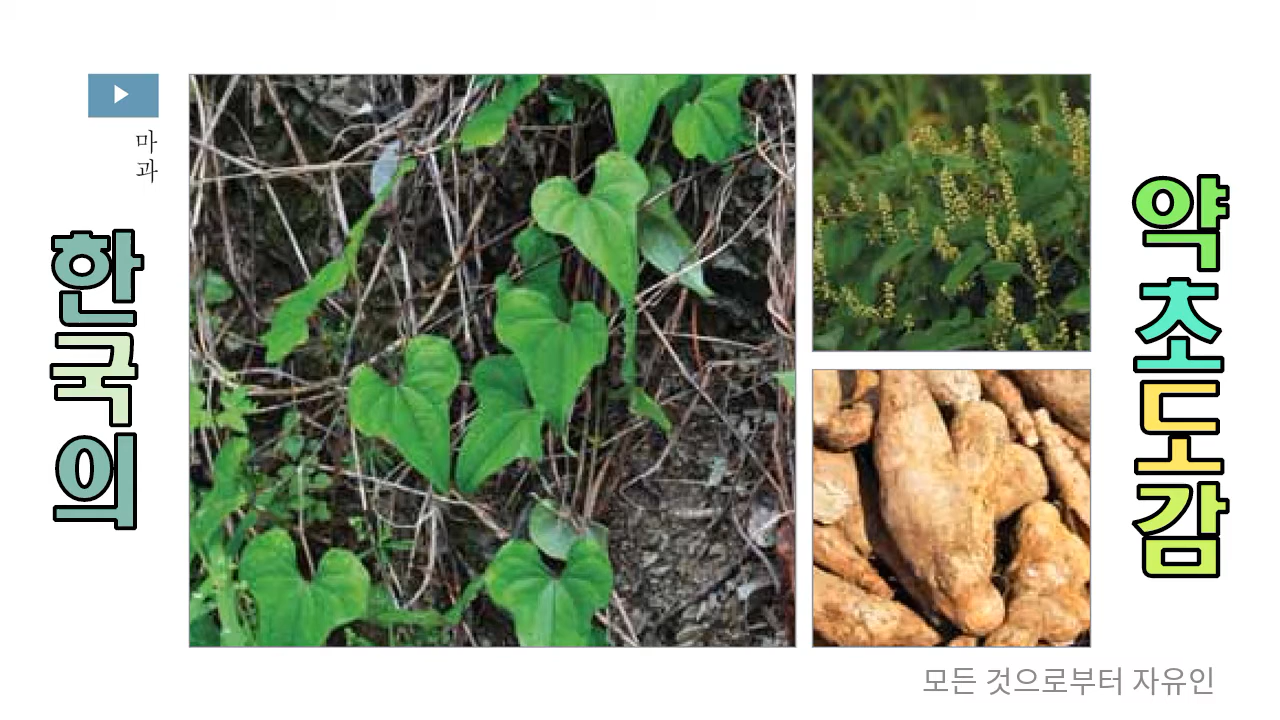 마과
한국의
약초도감
모든 것으로부터 자유인